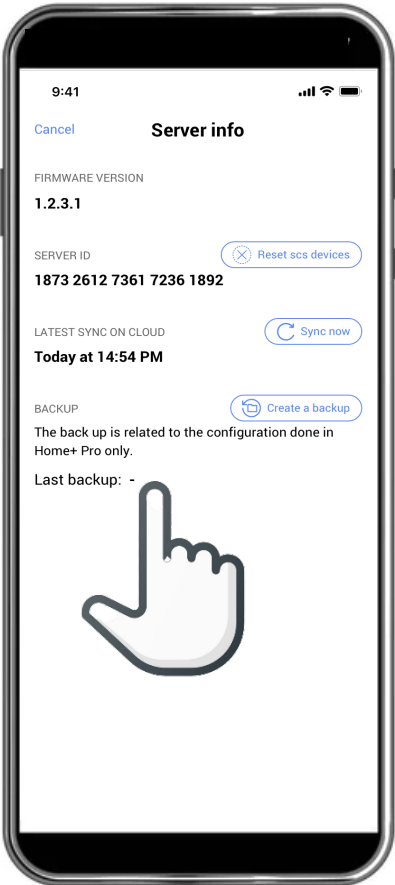 9:41
Cancel
Server info
FIRMWARE VERSION
1.2.3.1
SERVER ID
Reset scs devices
1873 2612 7361 7236 1892
LATEST SYNC ON CLOUD
Sync now
Today at 14:54 PM
BACKUP
Create a backup
The back up is related to the configuration done in
Home+ Pro only.
Last backup: -